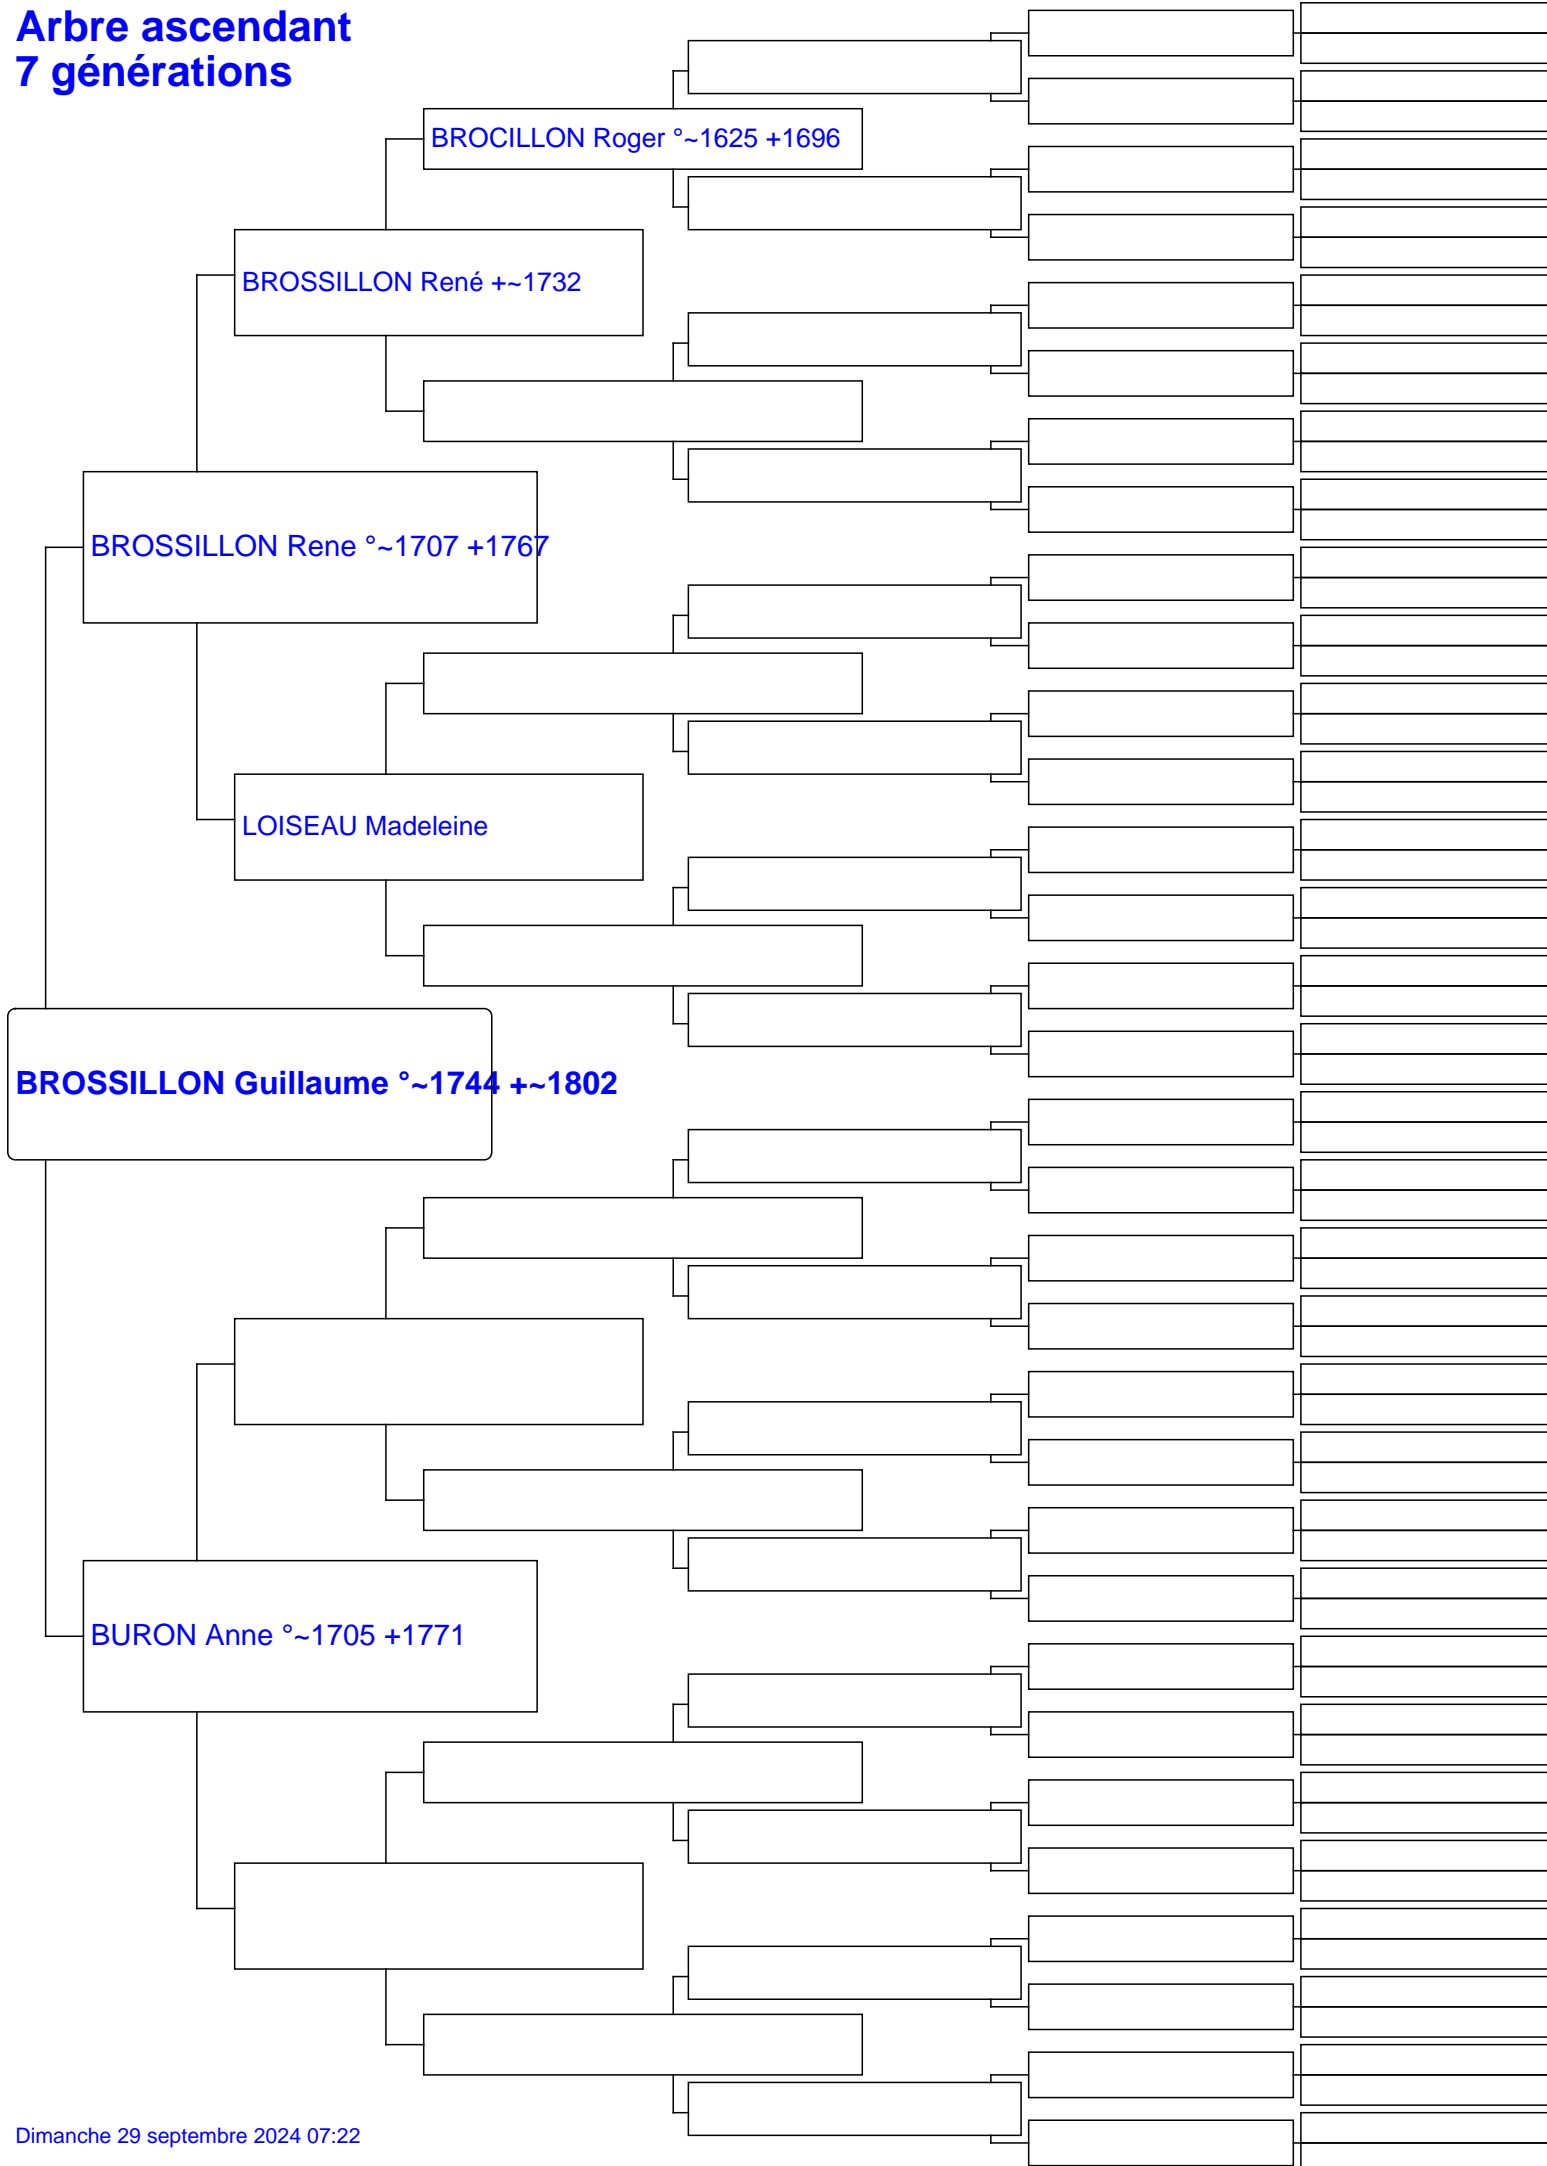 Arbre ascendant
7 générations
BROCILLON Roger °~1625 +1696
BROSSILLON René +~1732
BROSSILLON Rene °~1707 +1767
LOISEAU Madeleine
BROSSILLON Guillaume °~1744 +~1802
BURON Anne °~1705 +1771
Dimanche 29 septembre 2024 07:22